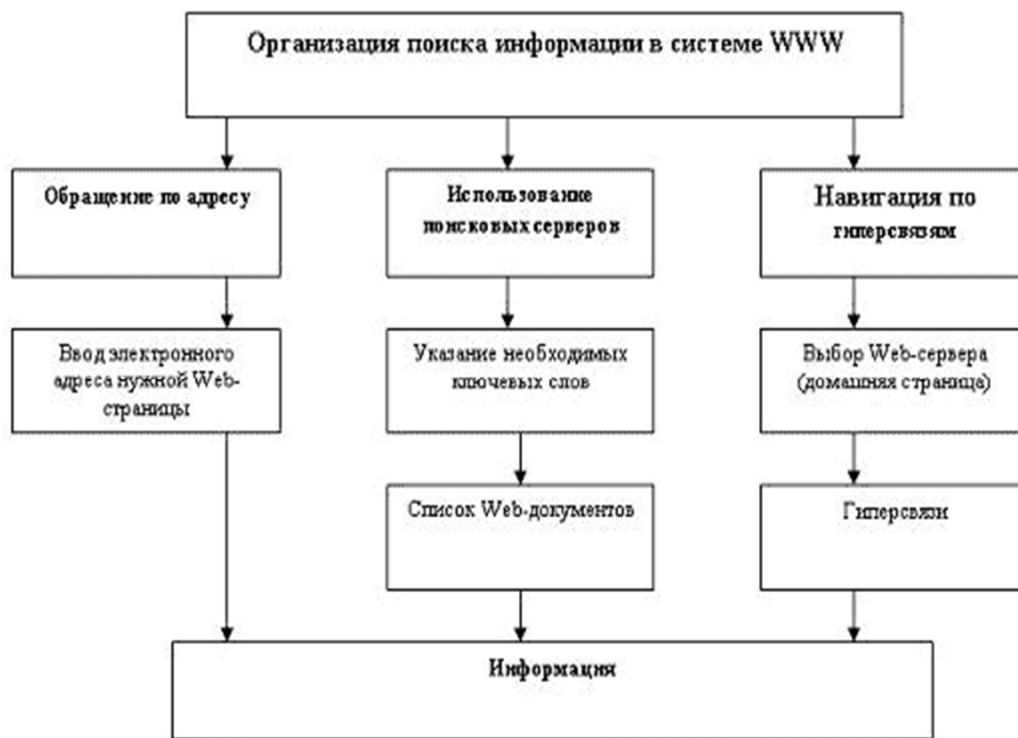 Организация поиска информации в системе WWW
Обращение по адресу
Использование
поисковых серверов
Навигация по
гиперсвязям
Ввод электронного
адреса нужной Web-
страницы
Указание необходимых
ключевых слов
Выбор Web-сервера
(домашняя страница)
Список Web-документов
Гиперсвязи
Информация